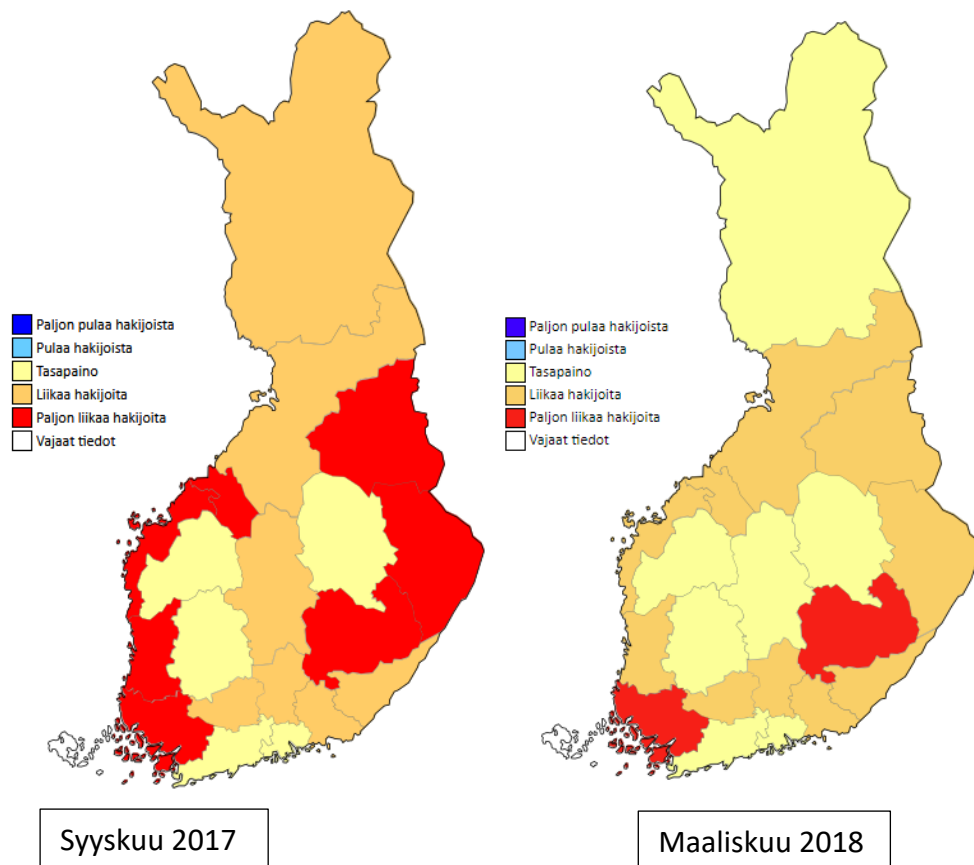 Paljon pulaa hakijoista
Pulaa hakijoista
Tasapaino
Liikaa hakijoita
Paljon liikaa hakijoita
Vajaat tiedot
Paljon pulaa hakijoista
Pulaa hakijoista
Tasapaino
Liikaa hakijoita
Paljon liikaa hakijoita
Vajaat tiedot
Syyskuu 2017
Maaliskuu 2018